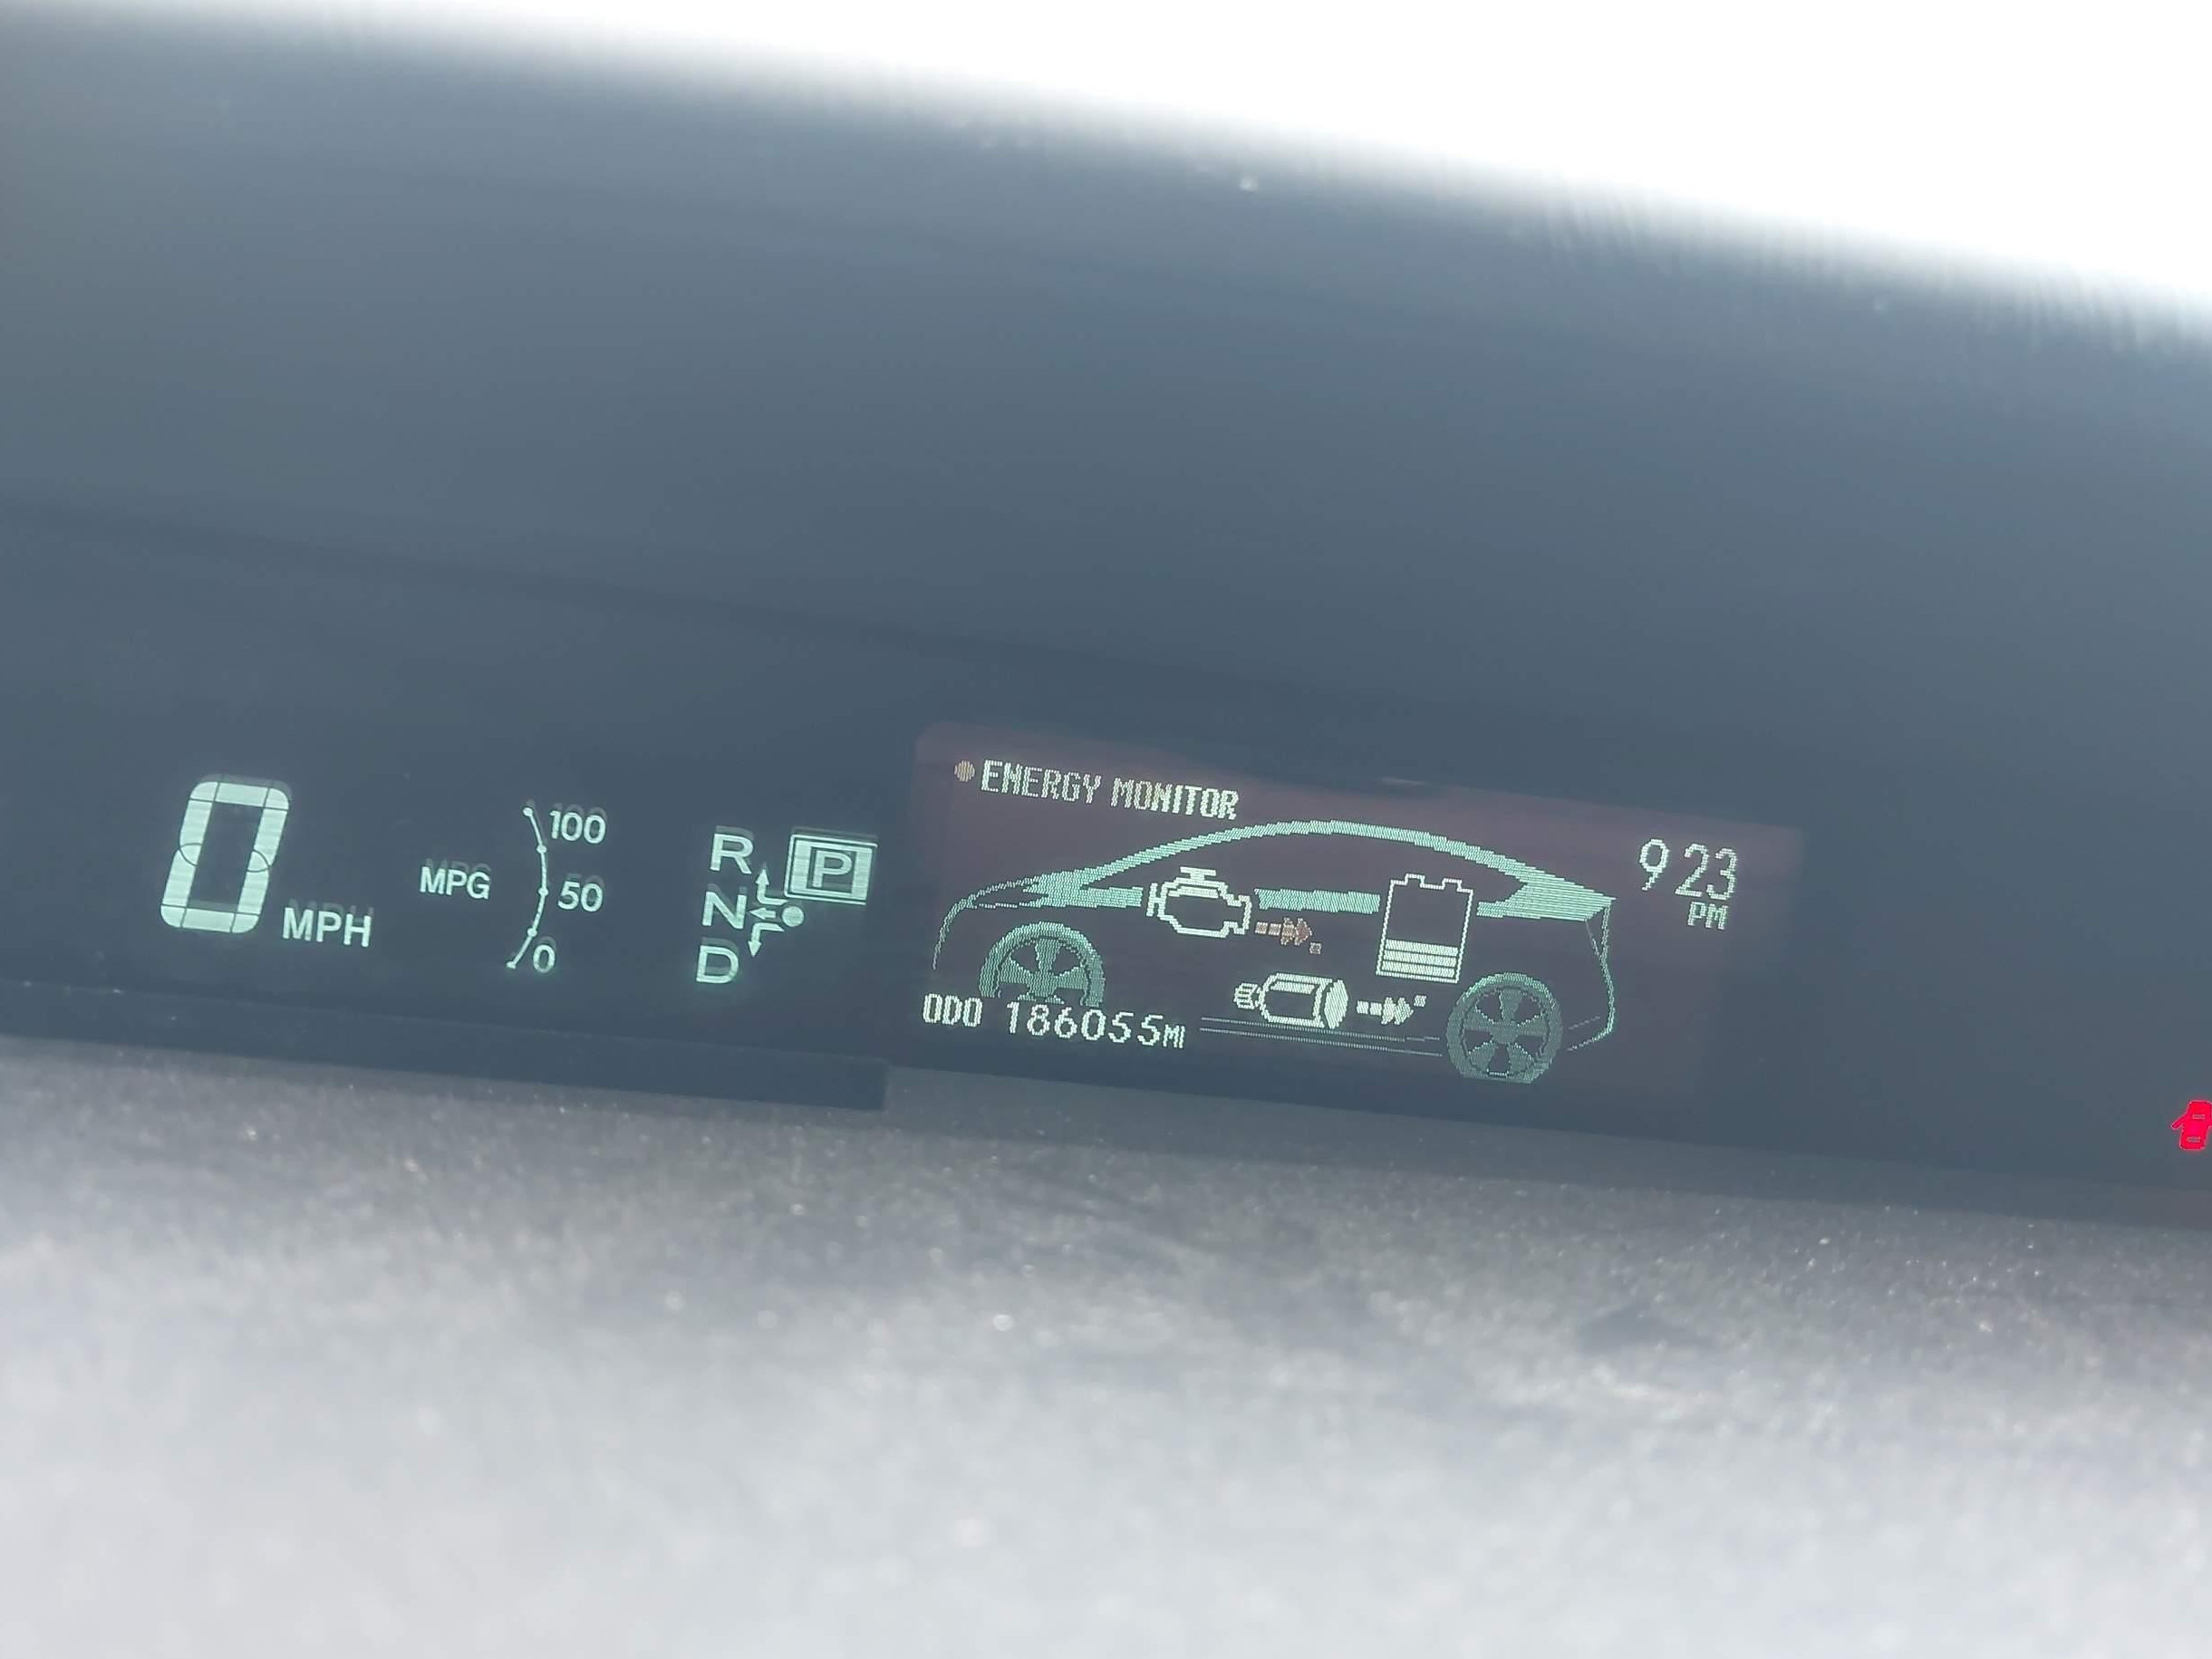 0 MPH
MPG
100
50
0
R
N
D
P
ENERGY MONITOR
9 23
PM
ODO 186055MI